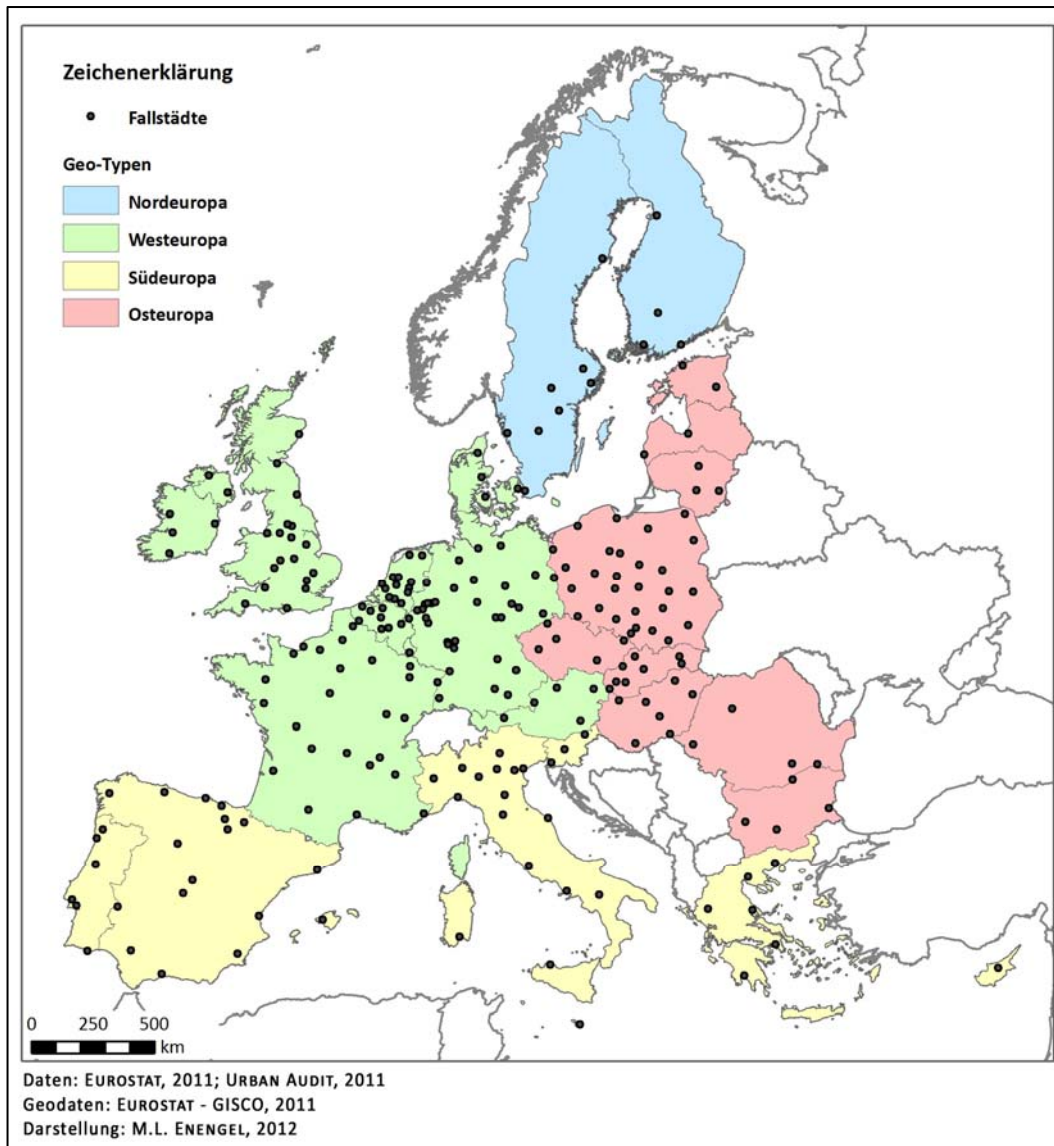 Zeichenerklärung
Fallstädte
Geo-Typen
Nordeuropa
Westeuropa
Südeuropa
Osteuropa
0 250 500
km
Daten: EUROSTAT, 2011; URBAN AUDIT, 2011
Geodaten: EUROSTAT - GISCO, 2011
Darstellung: M.L. ENENGEL, 2012